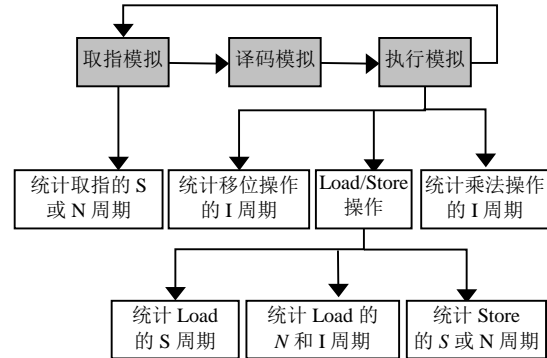 取指模拟
译码模拟
执行模拟
统计取指的 S
或 N 周期
统计移位操作
的 I 周期
Load/Store
操作
统计乘法操作
的 I 周期
统计 Load
的 S 周期
统计 Load 的
N 和 I 周期
统计 Store
的 S 或 N 周期